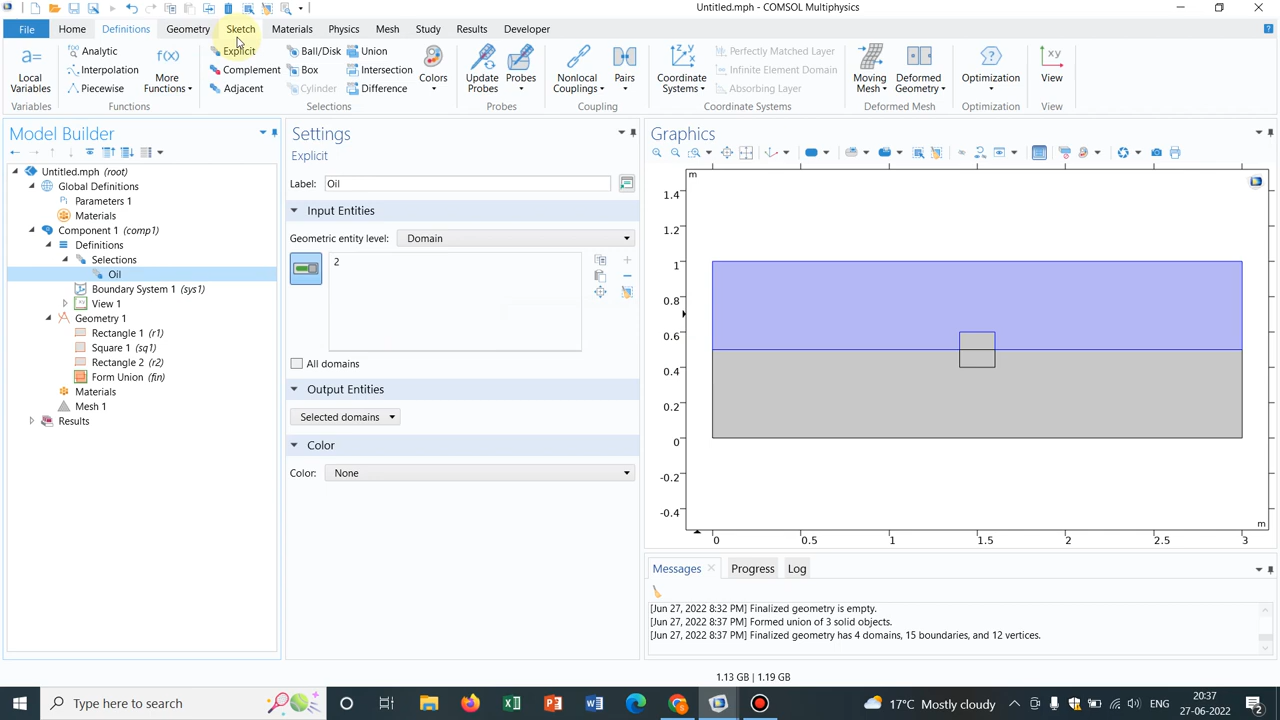 Untitled.mph - COMSOL Multiphysics
File Home Definitions Geometry Sketch Materials Physics Mesh Study Results Developer
a= Local Variables
Analytic
Interpolation
Piecewise
f(x) More Functions
Explicit
Complement
Adjacent
Ball/Disk
Box
Cylinder
Union
Intersection
Difference
Colors
Update Probes
Probes
Nonlocal Couplings
Pairs
Coordinate Systems
Perfectly Matched Layer
Infinite Element Domain
Absorbing Layer
Moving Mesh
Deformed Geometry
Optimization
View
Variables Functions Selections Probes Coupling Coordinate Systems Deformed Mesh Optimization View
Model Builder
Untitled.mph (root)
Global Definitions
Parameters 1
Materials
Component 1 (comp1)
Definitions
Selections
Oil
Boundary System 1 (sys1)
View 1
Geometry 1
Rectangle 1 (r1)
Square 1 (sq1)
Rectangle 2 (r2)
Form Union (fin)
Materials
Mesh 1
Results
Settings
Explicit
Label: Oil
Input Entities
Geometric entity level: Domain
2
All domains
Output Entities
Selected domains
Color
Color: None
Graphics
m
1.4
1.2
1
0.8
0.6
0.4
0.2
0
-0.2
-0.4
m
0 0.5 1 1.5 2 2.5 3
Messages Progress Log
[Jun 27, 2022 8:32 PM] Finalized geometry is empty.
[Jun 27, 2022 8:37 PM] Formed union of 3 solid objects.
[Jun 27, 2022 8:37 PM] Finalized geometry has 4 domains, 15 boundaries, and 12 vertices.
1.13 GB | 1.19 GB
Type here to search
17°C Mostly cloudy
ENG
20:37
27-06-2022
2